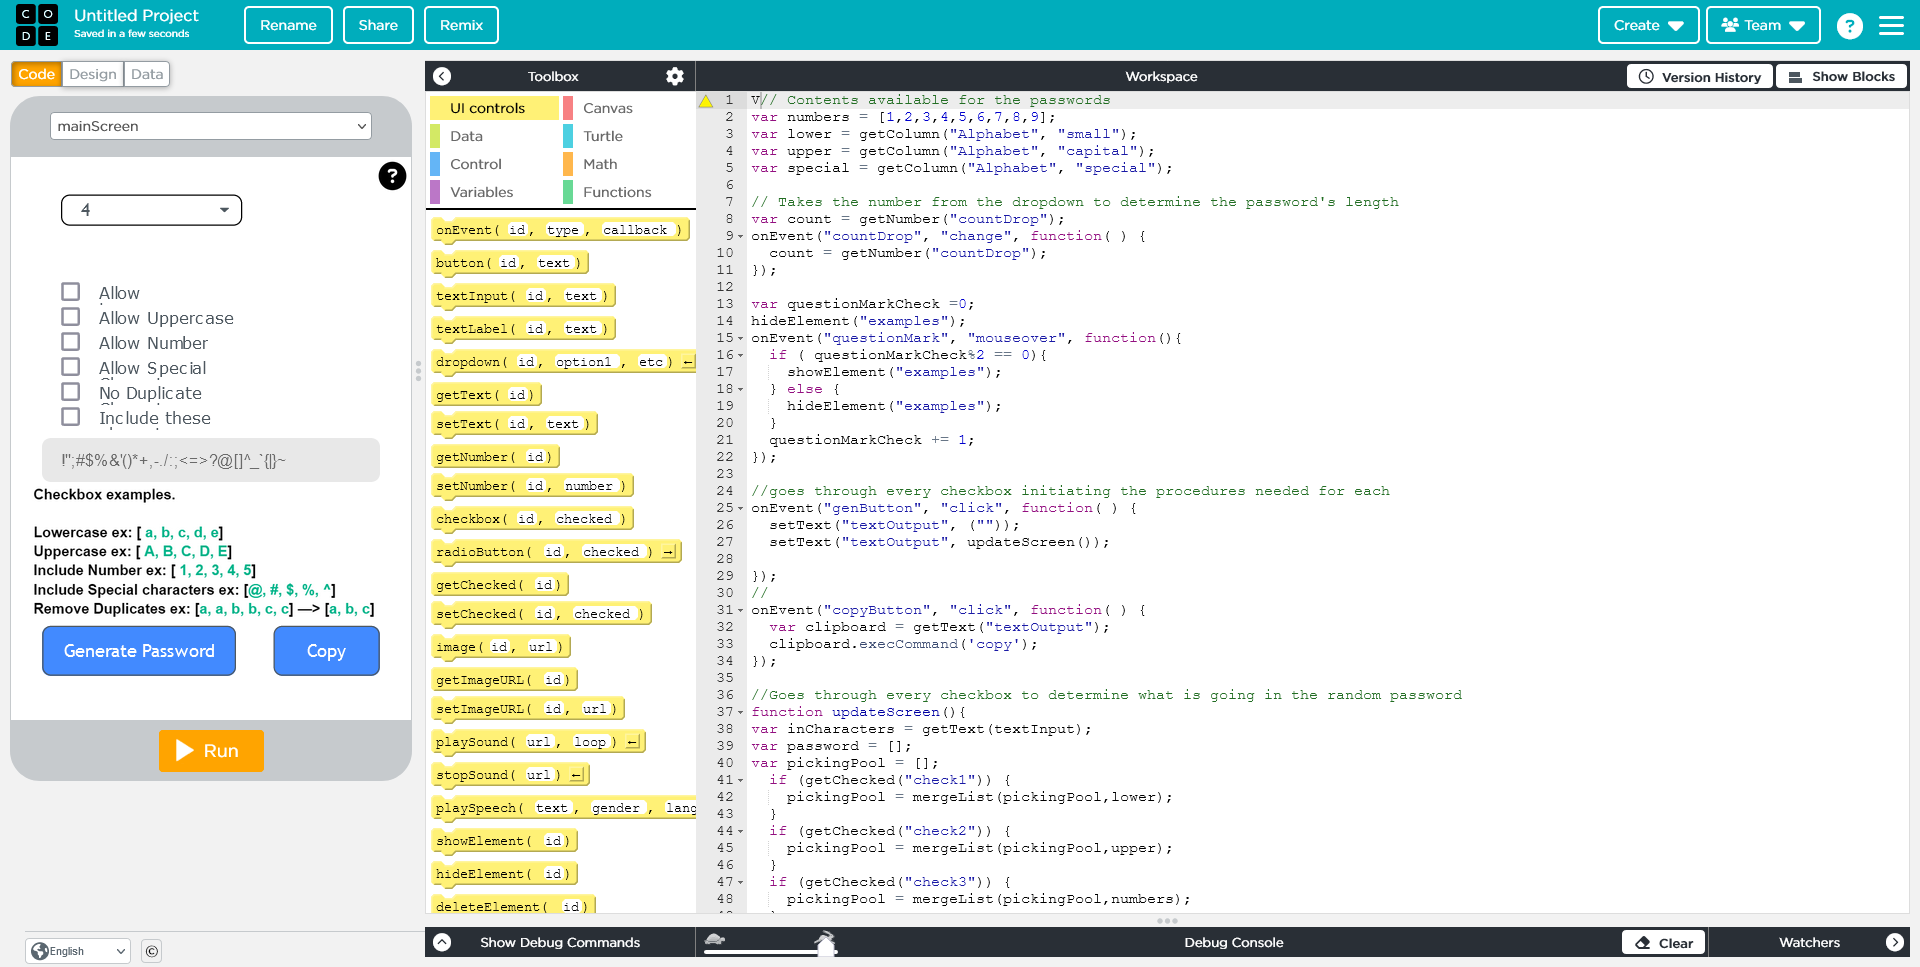 C O D E
Untitled Project
Saved in a few seconds
Rename
Share
Remix
Create
Team
?
Code
Design
Data
mainScreen
?
4
Allow
Allow Uppercase
Allow Number
Allow Special
No Duplicate
Include these
!";#$%&'()*+,-./:;<=>?@[]^_`{|}~
Checkbox examples.
Lowercase ex: [ a, b, c, d, e]
Uppercase ex: [ A, B, C, D, E]
Include Number ex: [ 1, 2, 3, 4, 5]
Include Special characters ex: [@, #, $, %, ^]
Remove Duplicates ex: [a, a, b, b, c, c] —> [a, b, c]
Generate Password
Copy
Run
English
©
Toolbox
UI controls
Canvas
Data
Turtle
Control
Math
Variables
Functions
onEvent( id, type, callback )
button( id, text )
textInput( id, text )
textLabel( id, text )
dropdown( id, option1, etc ) ←
getText( id)
setText( id, text )
getNumber( id)
setNumber( id, number )
checkbox( id, checked )
radioButton( id, checked ) →
getChecked( id)
setChecked( id, checked )
image( id, url )
getImageURL( id)
setImageURL( id, url )
playSound( url, loop ) ←
stopSound( url ) ←
playSpeech( text, gender, lang
showElement( id)
hideElement( id)
deleteElement( id)
Show Debug Commands
Workspace
Version History
Show Blocks
1 V// Contents available for the passwords
2 var numbers = [1,2,3,4,5,6,7,8,9];
3 var lower = getColumn("Alphabet", "small");
4 var upper = getColumn("Alphabet", "capital");
5 var special = getColumn("Alphabet", "special");
6
7 // Takes the number from the dropdown to determine the password's length
8 var count = getNumber("countDrop");
9 onEvent("countDrop", "change", function( ) {
10 count = getNumber("countDrop");
11 });
12
13 var questionMarkCheck =0;
14 hideElement("examples");
15 onEvent("questionMark", "mouseover", function(){
16 if ( questionMarkCheck%2 == 0){
17 showElement("examples");
18 } else {
19 hideElement("examples");
20 }
21 questionMarkCheck += 1;
22 });
23
24 //goes through every checkbox initiating the procedures needed for each
25 onEvent("genButton", "click", function( ) {
26 setText("textOutput", (""));
27 setText("textOutput", updateScreen());
28
29 });
30 //
31 onEvent("copyButton", "click", function( ) {
32 var clipboard = getText("textOutput");
33 clipboard.execCommand('copy');
34 });
35
36 //Goes through every checkbox to determine what is going in the random password
37 function updateScreen(){
38 var inCharacters = getText(textInput);
39 var password = [];
40 var pickingPool = [];
41 if (getChecked("check1")) {
42 pickingPool = mergeList(pickingPool,lower);
43 }
44 if (getChecked("check2")) {
45 pickingPool = mergeList(pickingPool,upper);
46 }
47 if (getChecked("check3")) {
48 pickingPool = mergeList(pickingPool,numbers);
Debug Console
Clear
Watchers